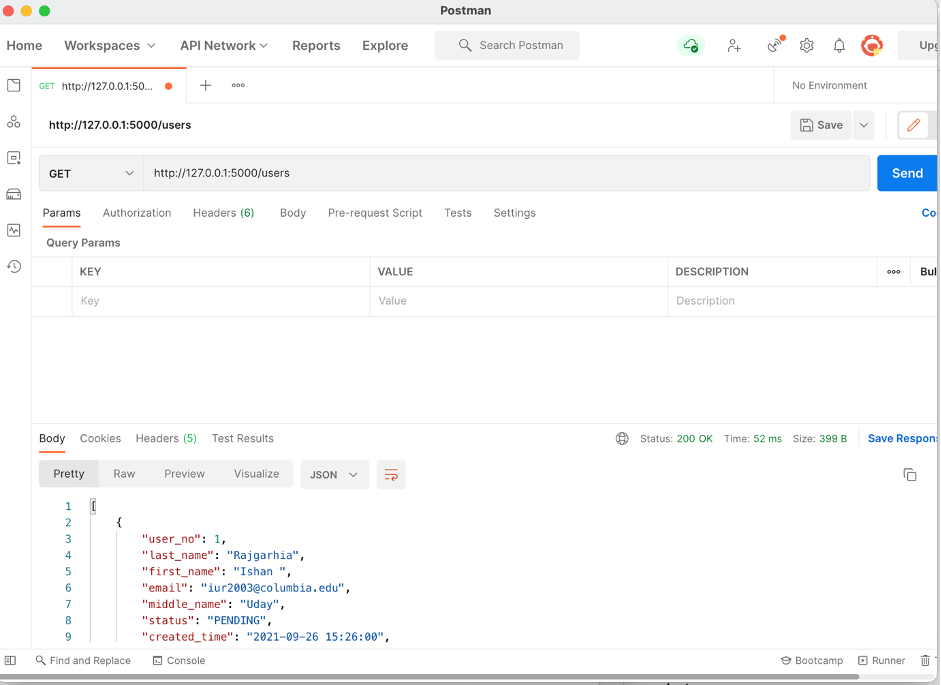 Postman
Home Workspaces API Network Reports Explore Search Postman Upg
GET http://127.0.0.1:50... No Environment
http://127.0.0.1:5000/users Save
GET http://127.0.0.1:5000/users Send
Params Authorization Headers (6) Body Pre-request Script Tests Settings Co
Query Params
KEY VALUE DESCRIPTION Bul
Key Value Description
Body Cookies Headers (5) Test Results Status: 200 OK Time: 52 ms Size: 399 B Save Respons
Pretty Raw Preview Visualize JSON
1 [
2 {
3 "user_no": 1,
4 "last_name": "Rajgarhia",
5 "first_name": "Ishan ",
6 "email": "iur2003@columbia.edu",
7 "middle_name": "Uday",
8 "status": "PENDING",
9 "created_time": "2021-09-26 15:26:00",
Find and Replace Console Bootcamp Runner